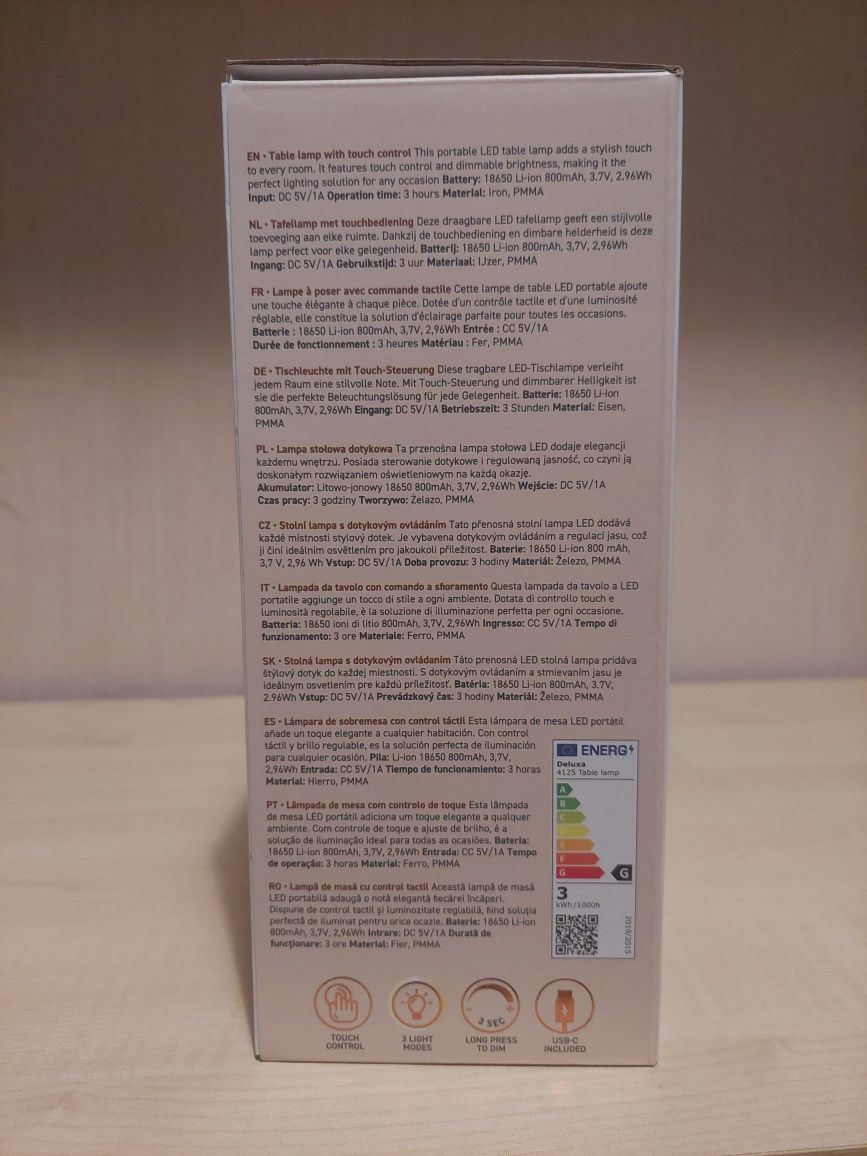 EN • Table lamp with touch control This portable LED table lamp adds a stylish touch
to every room. It features touch control and dimmable brightness, making it the
perfect lighting solution for any occasion Battery: 18650 Li-ion 800mAh, 3.7V, 2.96Wh
Input: DC 5V/1A Operation time: 3 hours Material: Iron, PMMA
NL • Tafellamp met touchbediening Deze draagbare LED tafellamp geeft een stijlvolle
toevoeging aan elke ruimte. Dankzij de touchbediening en dimbare helderheid is deze
lamp perfect voor elke gelegenheid. Batterij: 18650 Li-ion 800mAh, 3,7V, 2,96Wh
Ingang: DC 5V/1A Gebruikstijd: 3 uur Materiaal: IJzer, PMMA
FR • Lampe à poser avec commande tactile Cette lampe de table LED portable ajoute
une touche élégante à chaque pièce. Dotée d'un contrôle tactile et d'une luminosité
réglable, elle constitue la solution d'éclairage parfaite pour toutes les occasions.
Batterie : 18650 Li-ion 800mAh, 3,7V, 2,96Wh Entrée : CC 5V/1A
Durée de fonctionnement : 3 heures Matériau : Fer, PMMA
DE • Tischleuchte mit Touch-Steuerung Diese tragbare LED-Tischlampe verleiht
jedem Raum eine stilvolle Note. Mit Touch-Steuerung und dimmbarer Helligkeit ist
sie die perfekte Beleuchtungslösung für jede Gelegenheit. Batterie: 18650 Li-Ion
800mAh, 3,7V, 2,96Wh Eingang: DC 5V/1A Betriebszeit: 3 Stunden Material: Eisen,
PMMA
PL • Lampa stołowa dotykowa Ta przenośna lampa stołowa LED dodaje elegancji
każdemu wnętrzu. Posiada sterowanie dotykowe i regulowaną jasność, co czyni ją
doskonałym rozwiązaniem oświetleniowym na każdą okazję.
Akumulator: Litowo-jonowy 18650 800mAh, 3,7V, 2,96Wh Wejście: DC 5V/1A
Czas pracy: 3 godziny Tworzywo: Żelazo, PMMA
CZ • Stolní lampa s dotykovým ovládáním Tato přenosná stolní lampa LED dodává
každé místnosti stylový dotek. Je vybavena dotykovým ovládáním a regulací jasu, což
ji činí ideálním osvětlením pro jakoukoli příležitost. Baterie: 18650 Li-ion 800 mAh,
3,7 V, 2,96 Wh Vstup: DC 5V/1A Doba provozu: 3 hodiny Materiál: Železo, PMMA
IT • Lampada da tavolo con comando a sfioramento Questa lampada da tavolo a LED
portatile aggiunge un tocco di stile a ogni ambiente. Dotata di controllo touch e
luminosità regolabile, è la soluzione di illuminazione perfetta per ogni occasione.
Batteria: 18650 ioni di litio 800mAh, 3,7V, 2,96Wh Ingresso: CC 5V/1A Tempo di
funzionamento: 3 ore Materiale: Ferro, PMMA
SK • Stolná lampa s dotykovým ovládaním Táto prenosná LED stolná lampa pridáva
štýlový dotyk do každej miestnosti. S dotykovým ovládaním a stmievaním jasu je
ideálnym osvetlením pre každú príležitosť. Batéria: 18650 Li-ion 800mAh, 3,7V,
2.96Wh Vstup: DC 5V/1A Prevádzkový čas: 3 hodiny Materiál: Železo, PMMA
ES • Lámpara de sobremesa con control táctil Esta lámpara de mesa LED portátil
añade un toque elegante a cualquier habitación. Con control
táctil y brillo regulable, es la solución perfecta de iluminación
para cualquier ocasión. Pila: Li-ion 18650 800mAh, 3,7V,
2,96Wh Entrada: CC 5V/1A Tiempo de funcionamiento: 3 horas
Material: Hierro, PMMA
PT • Lâmpada de mesa com controlo de toque Esta lâmpada
de mesa LED portátil adiciona um toque elegante a qualquer
ambiente. Com controle de toque e ajuste de brilho, é a
solução de iluminação ideal para todas as ocasiões. Bateria:
18650 Li-ion 800mAh, 3,7V, 2,96Wh Entrada: CC 5V/1A Tempo
de operação: 3 horas Material: Ferro, PMMA
RO • Lampă de masă cu control tactil Această lampă de masă
LED portabilă adaugă o notă elegantă fiecărei încăperi.
Dispune de control tactil și luminozitate reglabilă, fiind soluția
perfectă de iluminat pentru orice ocazie. Baterie: 18650 Li-ion
800mAh, 3,7V, 2,96Wh Intrare: DC 5V/1A Durată de
funcționare: 3 ore Material: Fier, PMMA
ENERG
Deluxa
4125 Table lamp
A
B
C
D
E
F
G
G
3
kWh/1000h
2019/2015
3 SEC
TOUCH
CONTROL
3 LIGHT
MODES
LONG PRESS
TO DIM
USB-C
INCLUDED